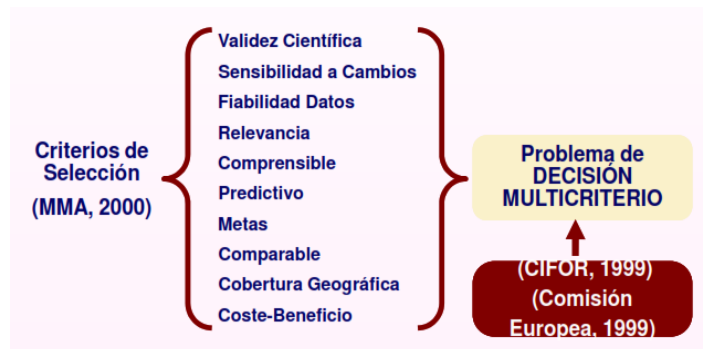 Criterios de
Selección
(MMA, 2000)
Validez Científica
Sensibilidad a Cambios
Fiabilidad Datos
Relevancia
Comprensible
Predictivo
Metas
Comparable
Cobertura Geográfica
Coste-Beneficio
Problema de
DECISIÓN
MULTICRITERIO
(CIFOR, 1999)
(Comisión
Europea, 1999)